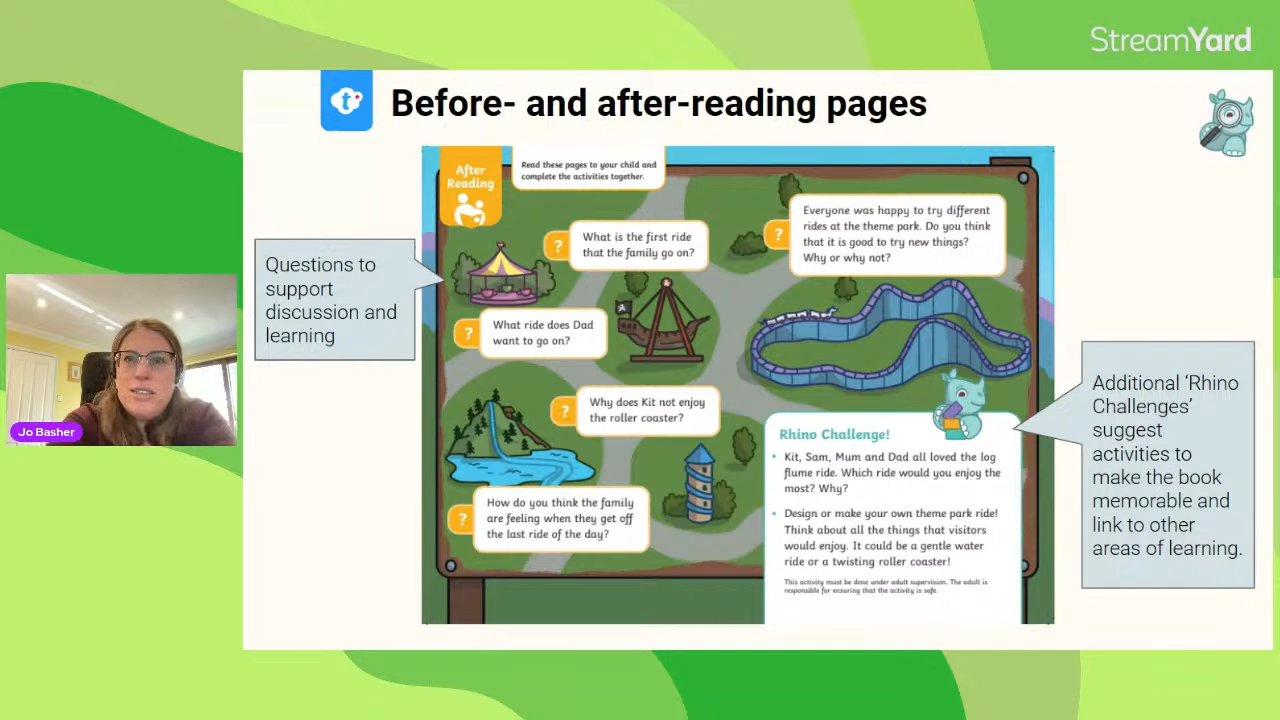 StreamYard
t
Before- and after-reading pages
After
Reading
Read these pages to your child and
complete the activities together.
What is the first ride
that the family go on?
Everyone was happy to try different
rides at the theme park. Do you think
that it is good to try new things?
Why or why not?
Questions to
support
discussion and
learning
What ride does Dad
want to go on?
Why does Kit not enjoy
the roller coaster?
How do you think the family
are feeling when they get off
the last ride of the day?
Rhino Challenge!
• Kit, Sam, Mum and Dad all loved the log
flume ride. Which ride would you enjoy the
most? Why?
• Design or make your own theme park ride!
Think about all the things that visitors
would enjoy. It could be a gentle water
ride or a twisting roller coaster!
This activity must be done under adult supervision. The adult is
responsible for ensuring that the activity is safe.
Additional ‘Rhino
Challenges’
suggest
activities to
make the book
memorable and
link to other
areas of learning.
Jo Basher
? 
?
?
?
?